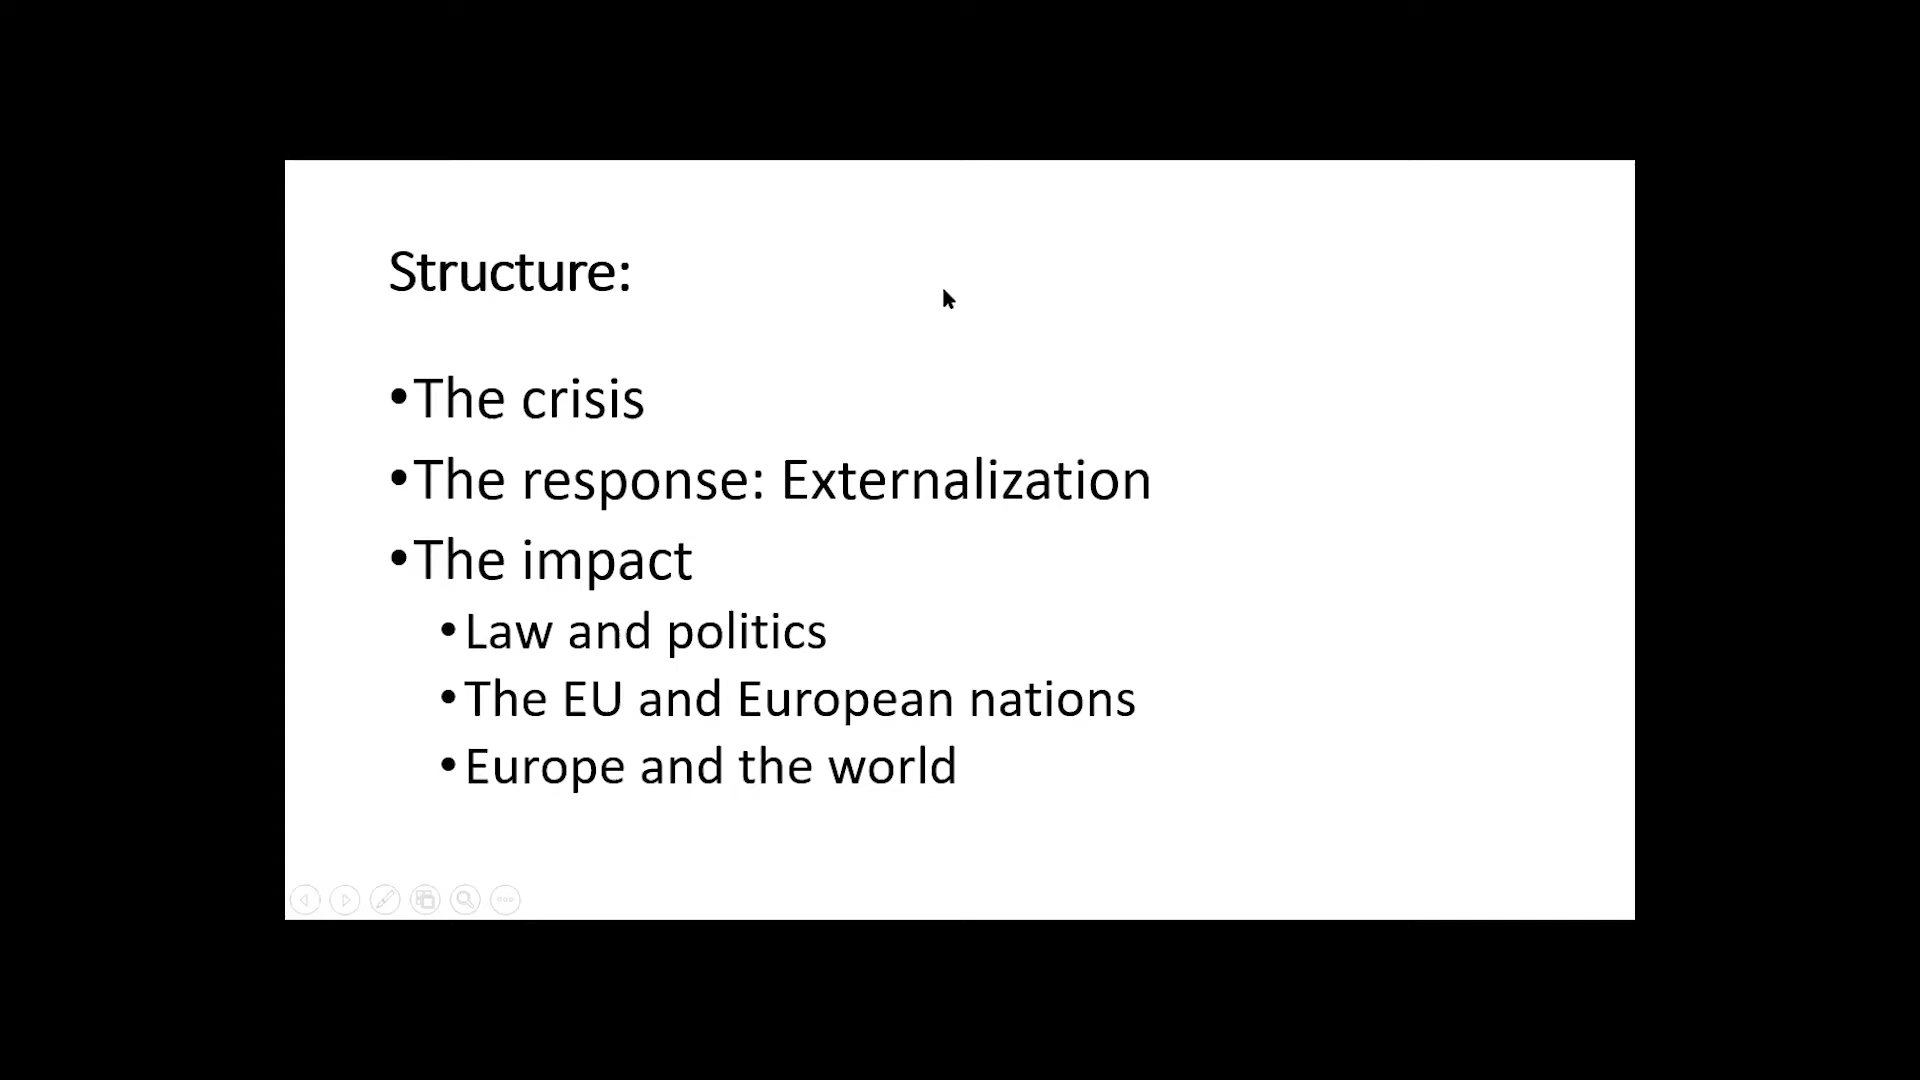 Structure:
•The crisis
•The response: Externalization
•The impact
•Law and politics
•The EU and European nations
•Europe and the world